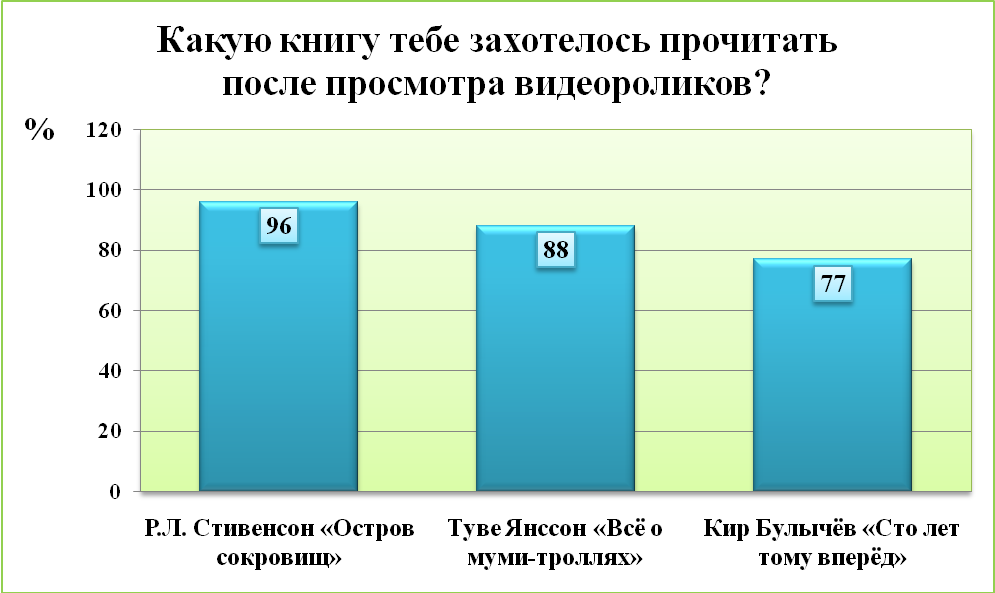 Какую книгу тебе захотелось прочитать
после просмотра видеороликов?
%
120
100
80
60
40
20
0
96
88
77
Р.Л. Стивенсон «Остров
сокровищ»
Туве Янссон «Всё о
муми-троллях»
Кир Булычёв «Сто лет
тому вперёд»